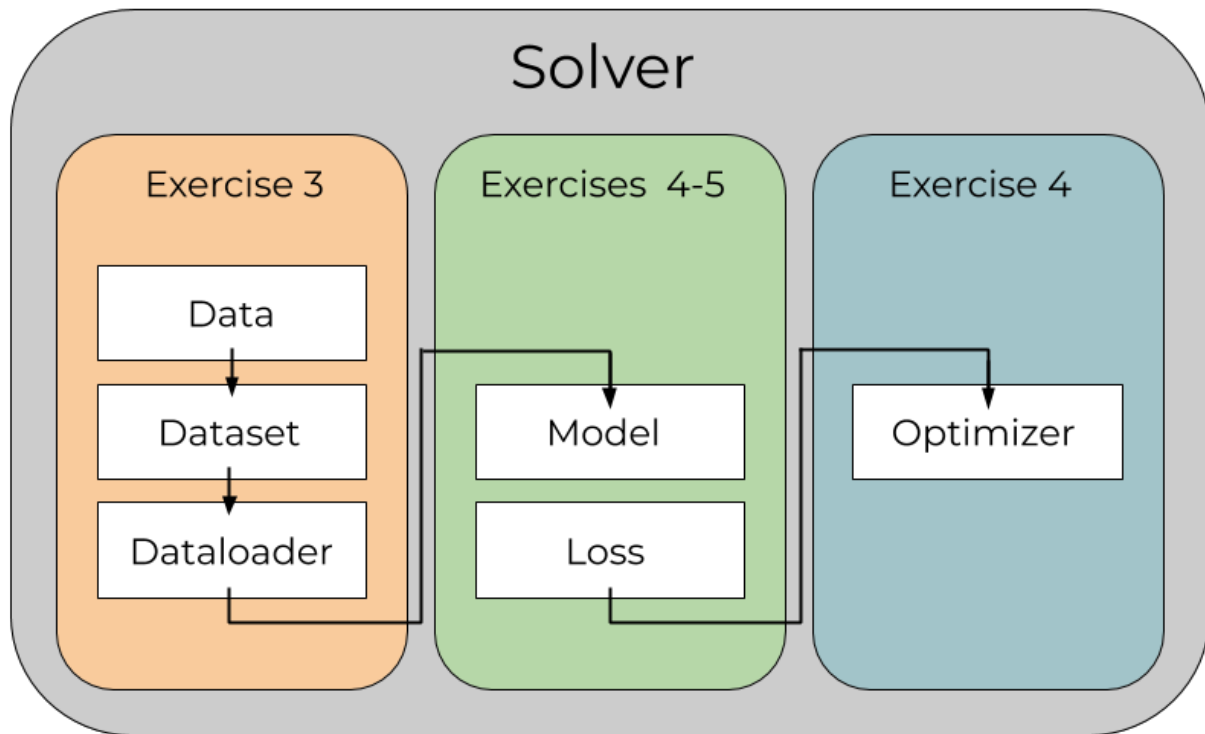 Solver
Exercise 3
Data
Dataset
Dataloader
Exercises 4-5
Model
Loss
Exercise 4
Optimizer